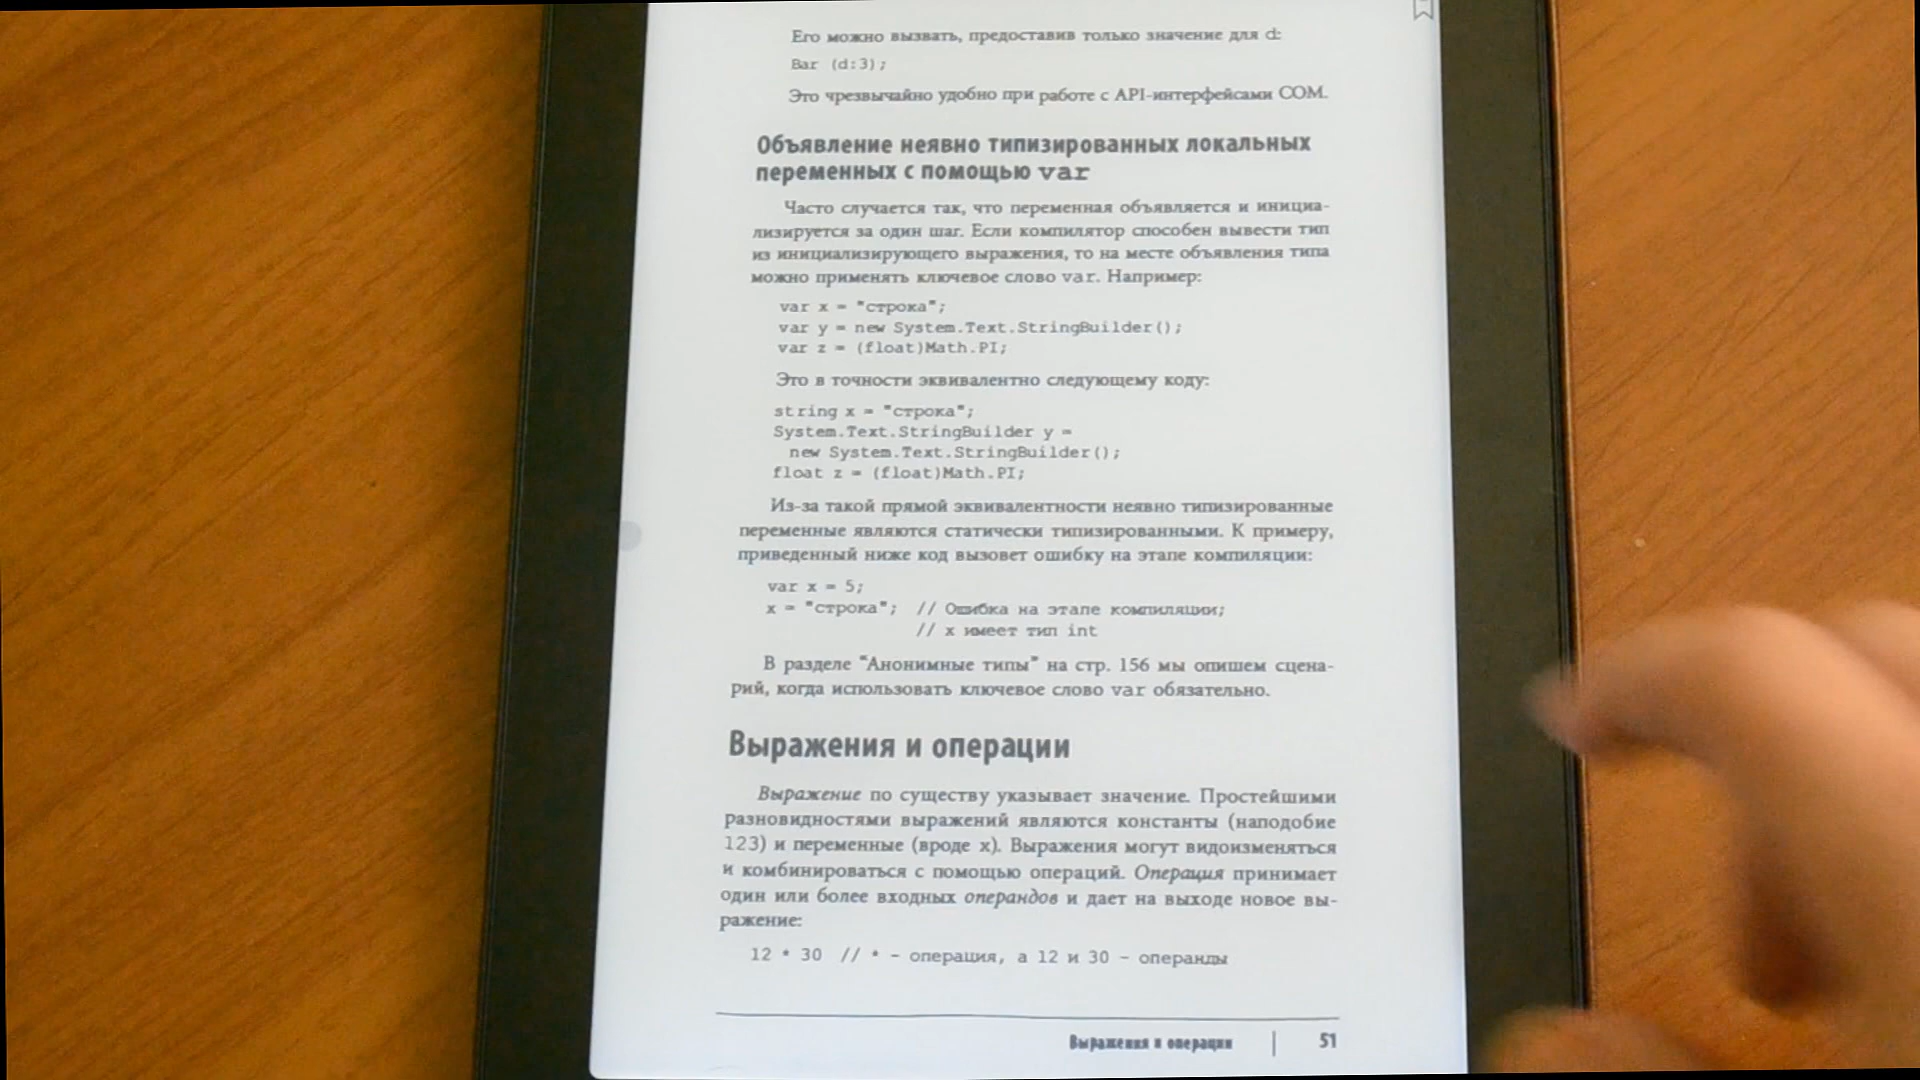 Его можно вызвать, предоставив только значение для d:
Bar (d:3);
Это чрезвычайно удобно при работе с API-интерфейсами COM.
Объявление неявно типизированных локальных
переменных с помощью var
Часто случается так, что переменная объявляется и инициа-
лизируется за один шаг. Если компилятор способен вывести тип
из инициализирующего выражения, то на месте объявления типа
можно применять ключевое слово var. Например:
var x = "строка";
var y = new System.Text.StringBuilder();
var z = (float)Math.PI;
Это в точности эквивалентно следующему коду:
string x = "строка";
System.Text.StringBuilder y =
new System.Text.StringBuilder();
float z = (float)Math.PI;
Из-за такой прямой эквивалентности неявно типизированные
переменные являются статически типизированными. К примеру,
приведенный ниже код вызовет ошибку на этапе компиляции:
var x = 5;
x = "строка"; // Ошибка на этапе компиляции;
// x имеет тип int
В разделе "Анонимные типы" на стр. 156 мы опишем сцена-
рий, когда использовать ключевое слово var обязательно.
Выражения и операции
Выражение по существу указывает значение. Простейшими
разновидностями выражений являются константы (наподобие
123) и переменные (вроде x). Выражения могут видоизменяться
и комбинироваться с помощью операций. Операция принимает
один или более входных операндов и дает на выходе новое вы-
ражение:
12 * 30 // * - операция, а 12 и 30 - операнды
Выражения и операции | 51